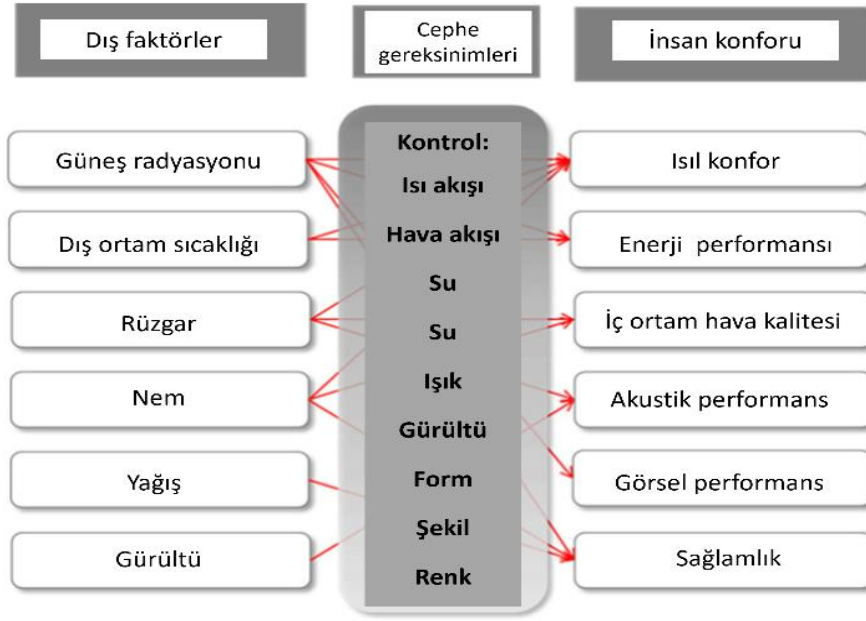 Dış faktörler
Cephe
gereksinimleri
İnsan konforu
Güneş radyasyonu
Dış ortam sıcaklığı
Rüzgar
Nem
Yağış
Gürültü
Kontrol:
Isı akışı
Hava akışı
Su
Su
Işık
Gürültü
Form
Şekil
Renk
Isıl konfor
Enerji performansı
İç ortam hava kalitesi
Akustik performans
Görsel performans
Sağlamlık